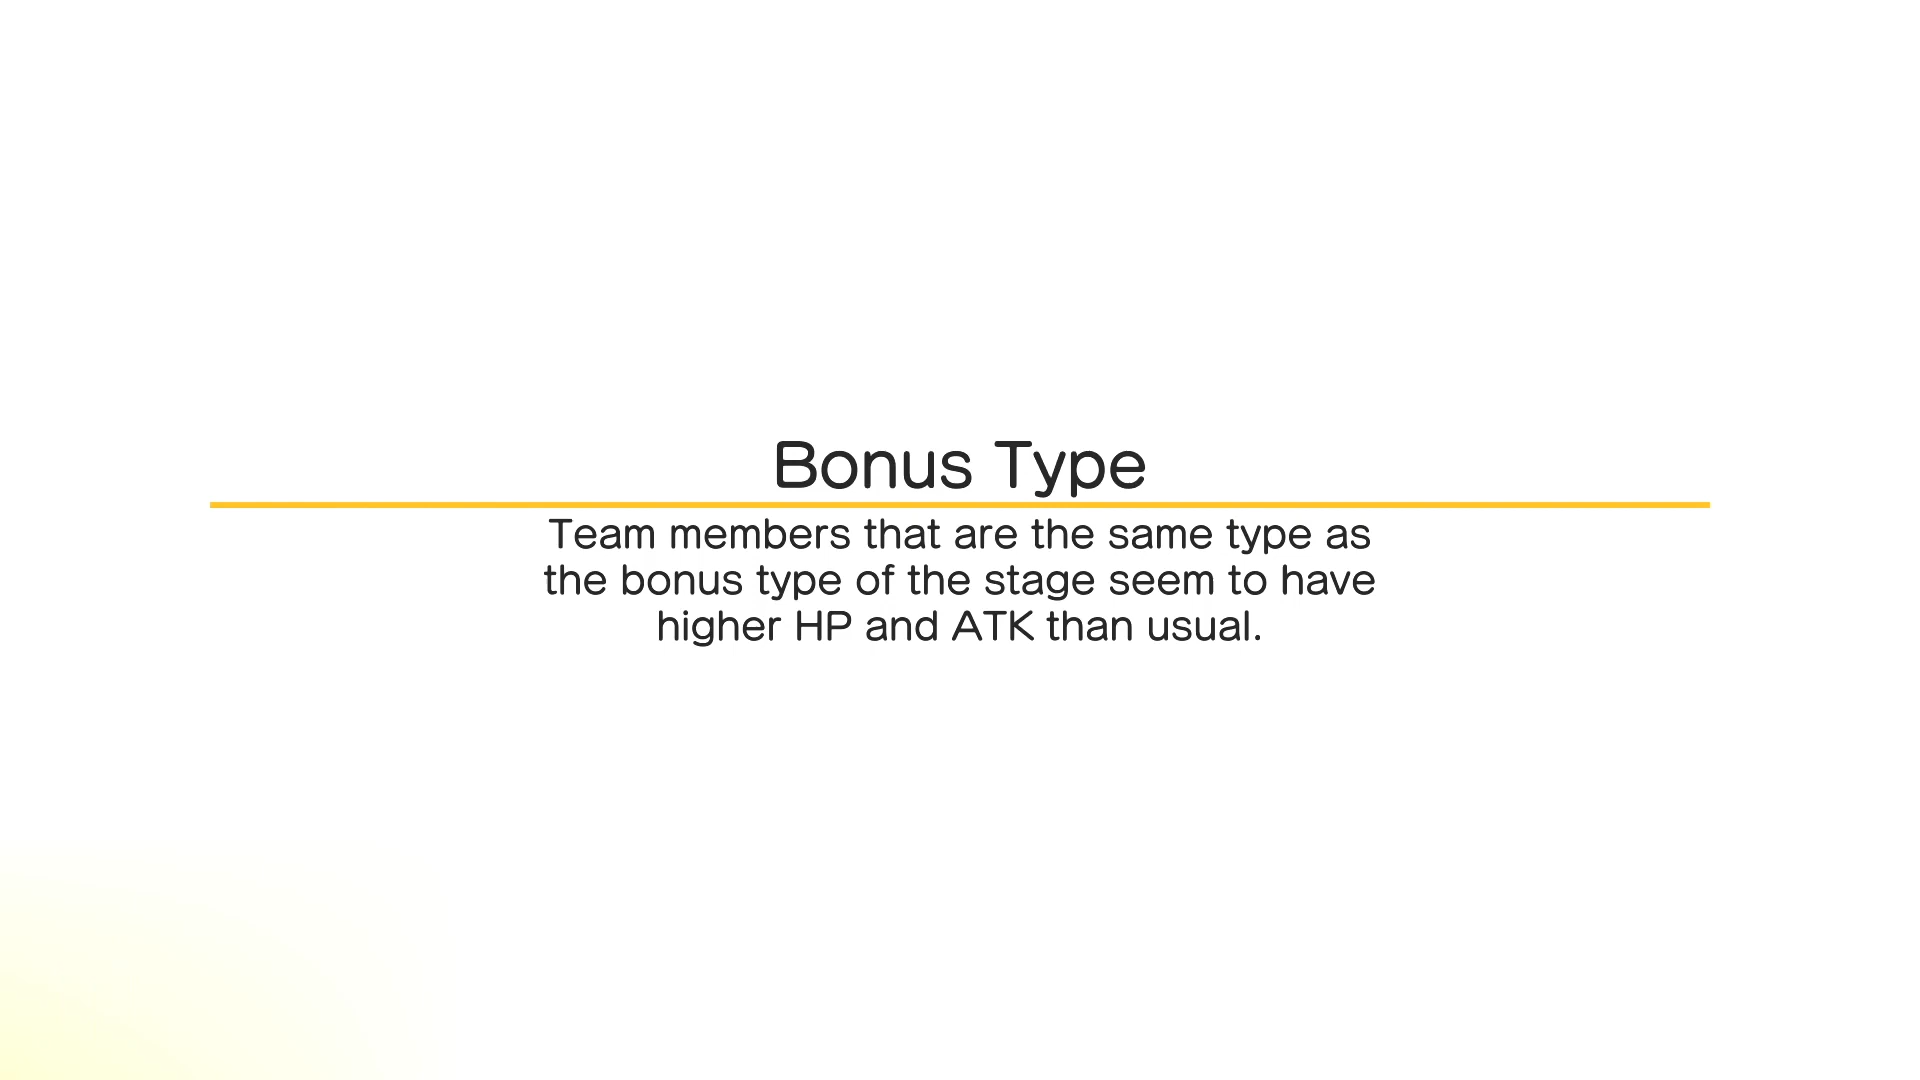 Bonus Type
Team members that are the same type as
the bonus type of the stage seem to have
higher HP and ATK than usual.